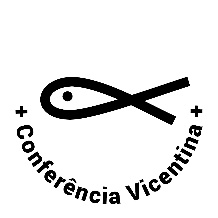 + Conferência Vicentina +